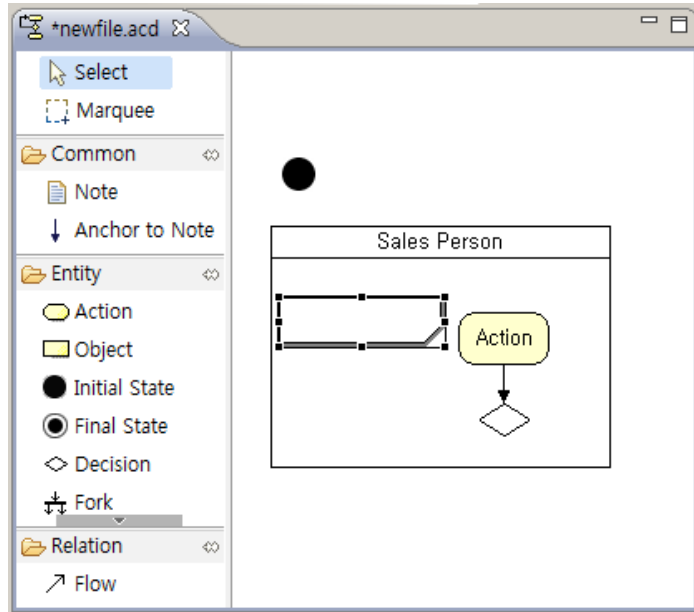 *newfile.acd
Select
Marquee
Common
Note
Anchor to Note
Entity
Action
Object
Initial State
Final State
Decision
Fork
Relation
Flow
Sales Person
Action